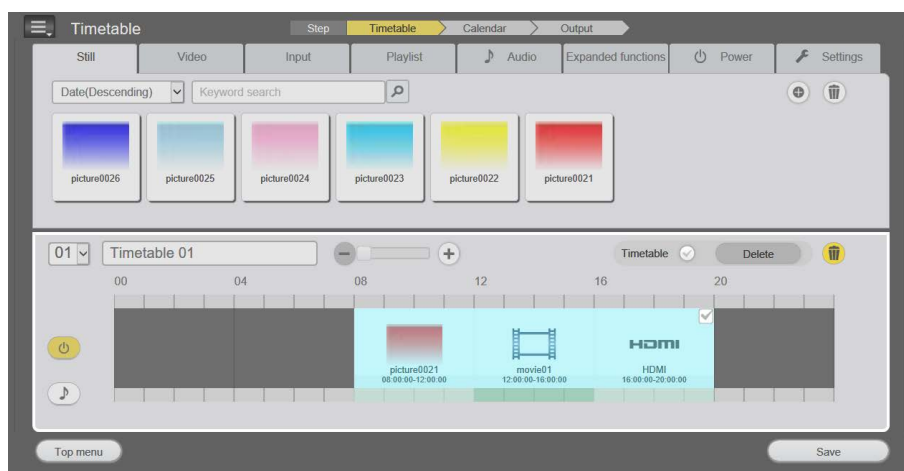 Timetable Step Timetable Calendar Output
Still Video Input Playlist Audio Expanded functions Power Settings
Date(Descending) Keyword search
picture0026 picture0025 picture0024 picture0023 picture0022 picture0021
01 Timetable 01 Timetable Delete
00 04 08 12 16 20
HDMI
picture0021 movie01 HDMI
08:00:00-12:00:00 12:00:00-16:00:00 16:00:00-20:00:00
Top menu Save